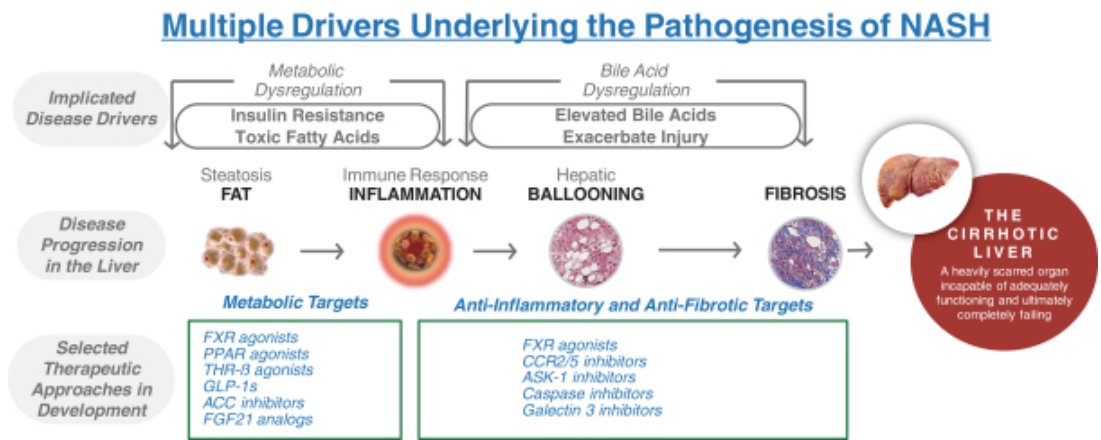 Multiple Drivers Underlying the Pathogenesis of NASH
Implicated
Disease Drivers
Metabolic
Dysregulation
Insulin Resistance
Toxic Fatty Acids
Bile Acid
Dysregulation
Elevated Bile Acids
Exacerbate Injury
Disease
Progression
in the Liver
Steatosis
FAT
Immune Response
INFLAMMATION
Hepatic
BALLOONING
FIBROSIS
THE
CIRRHOTIC
LIVER
A heavily scarred organ
incapable of adequately
functioning and ultimately
completely failing
Selected
Therapeutic
Approaches in
Development
Metabolic Targets
FXR agonists
PPAR agonists
THR-ß agonists
GLP-1s
ACC inhibitors
FGF21 analogs
Anti-Inflammatory and Anti-Fibrotic Targets
FXR agonists
CCR2/5 inhibitors
ASK-1 inhibitors
Caspase inhibitors
Galectin 3 inhibitors